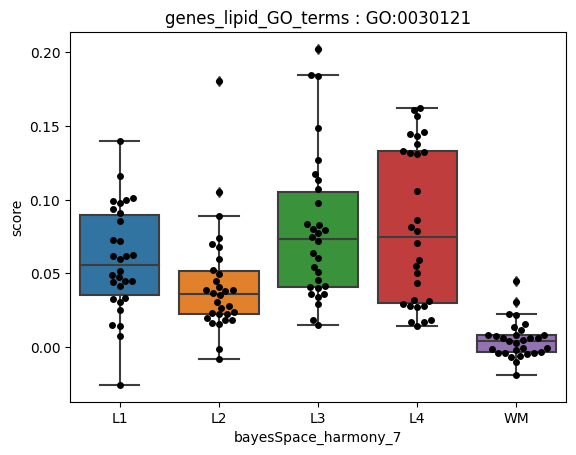 genes_lipid_GO_terms : GO:0030121
0.20
0.15
0.10
0.05
0.00
score
L1 L2 L3 L4 WM
bayesSpace_harmony_7